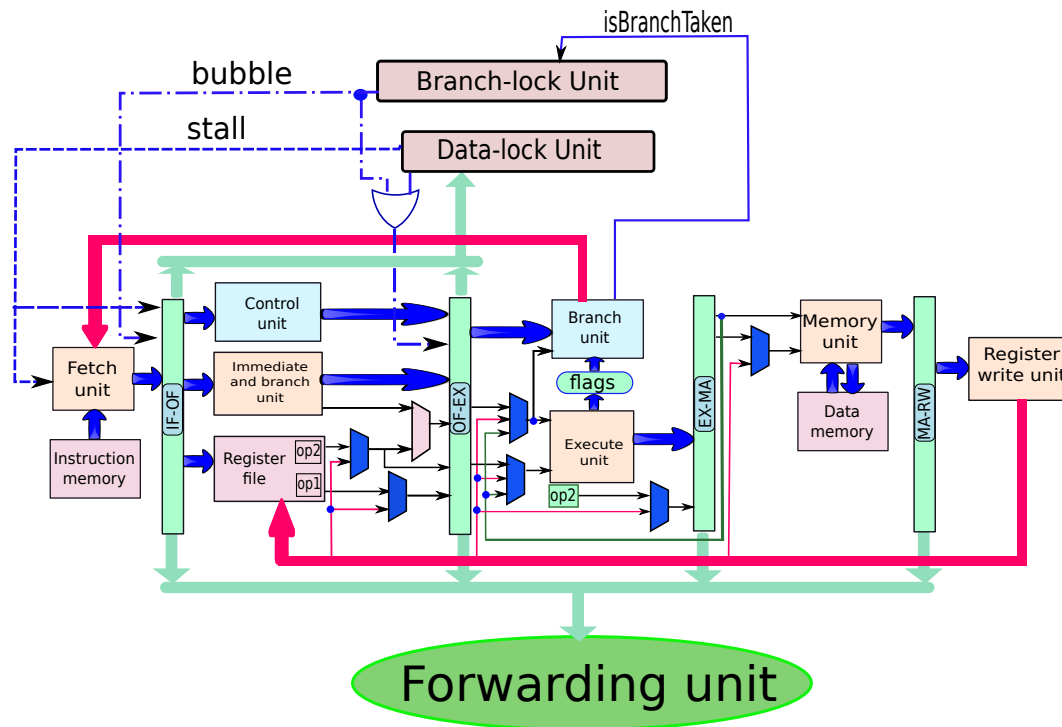 isBranchTaken
Branch-lock Unit
bubble
stall
Data-lock Unit
Control
unit
Branch
unit
Memory
unit
Fetch
unit
Immediate and branch
unit
Register
write unit
flags
IF-OF
OF-EX
EX-MA
MA-RW
Instruction
memory
Register
file
op2
op1
Execute
unit
op2
Data
memory
Forwarding unit